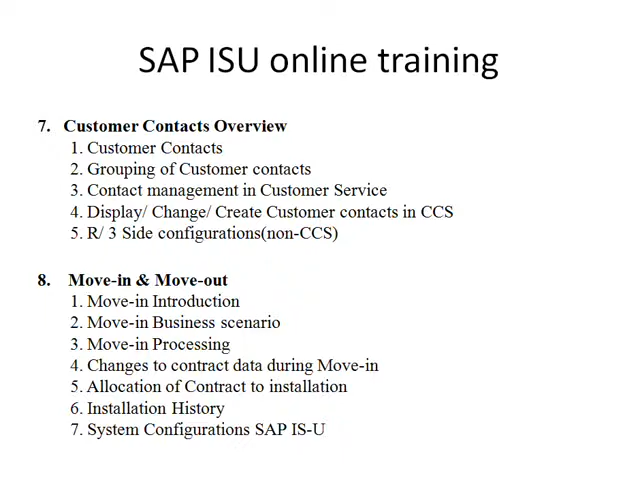 SAP ISU online training
7. Customer Contacts Overview
1. Customer Contacts
2. Grouping of Customer contacts
3. Contact management in Customer Service
4. Display/ Change/ Create Customer contacts in CCS
5. R/ 3 Side configurations(non-CCS)
8. Move-in & Move-out
1. Move-in Introduction
2. Move-in Business scenario
3. Move-in Processing
4. Changes to contract data during Move-in
5. Allocation of Contract to installation
6. Installation History
7. System Configurations SAP IS-U